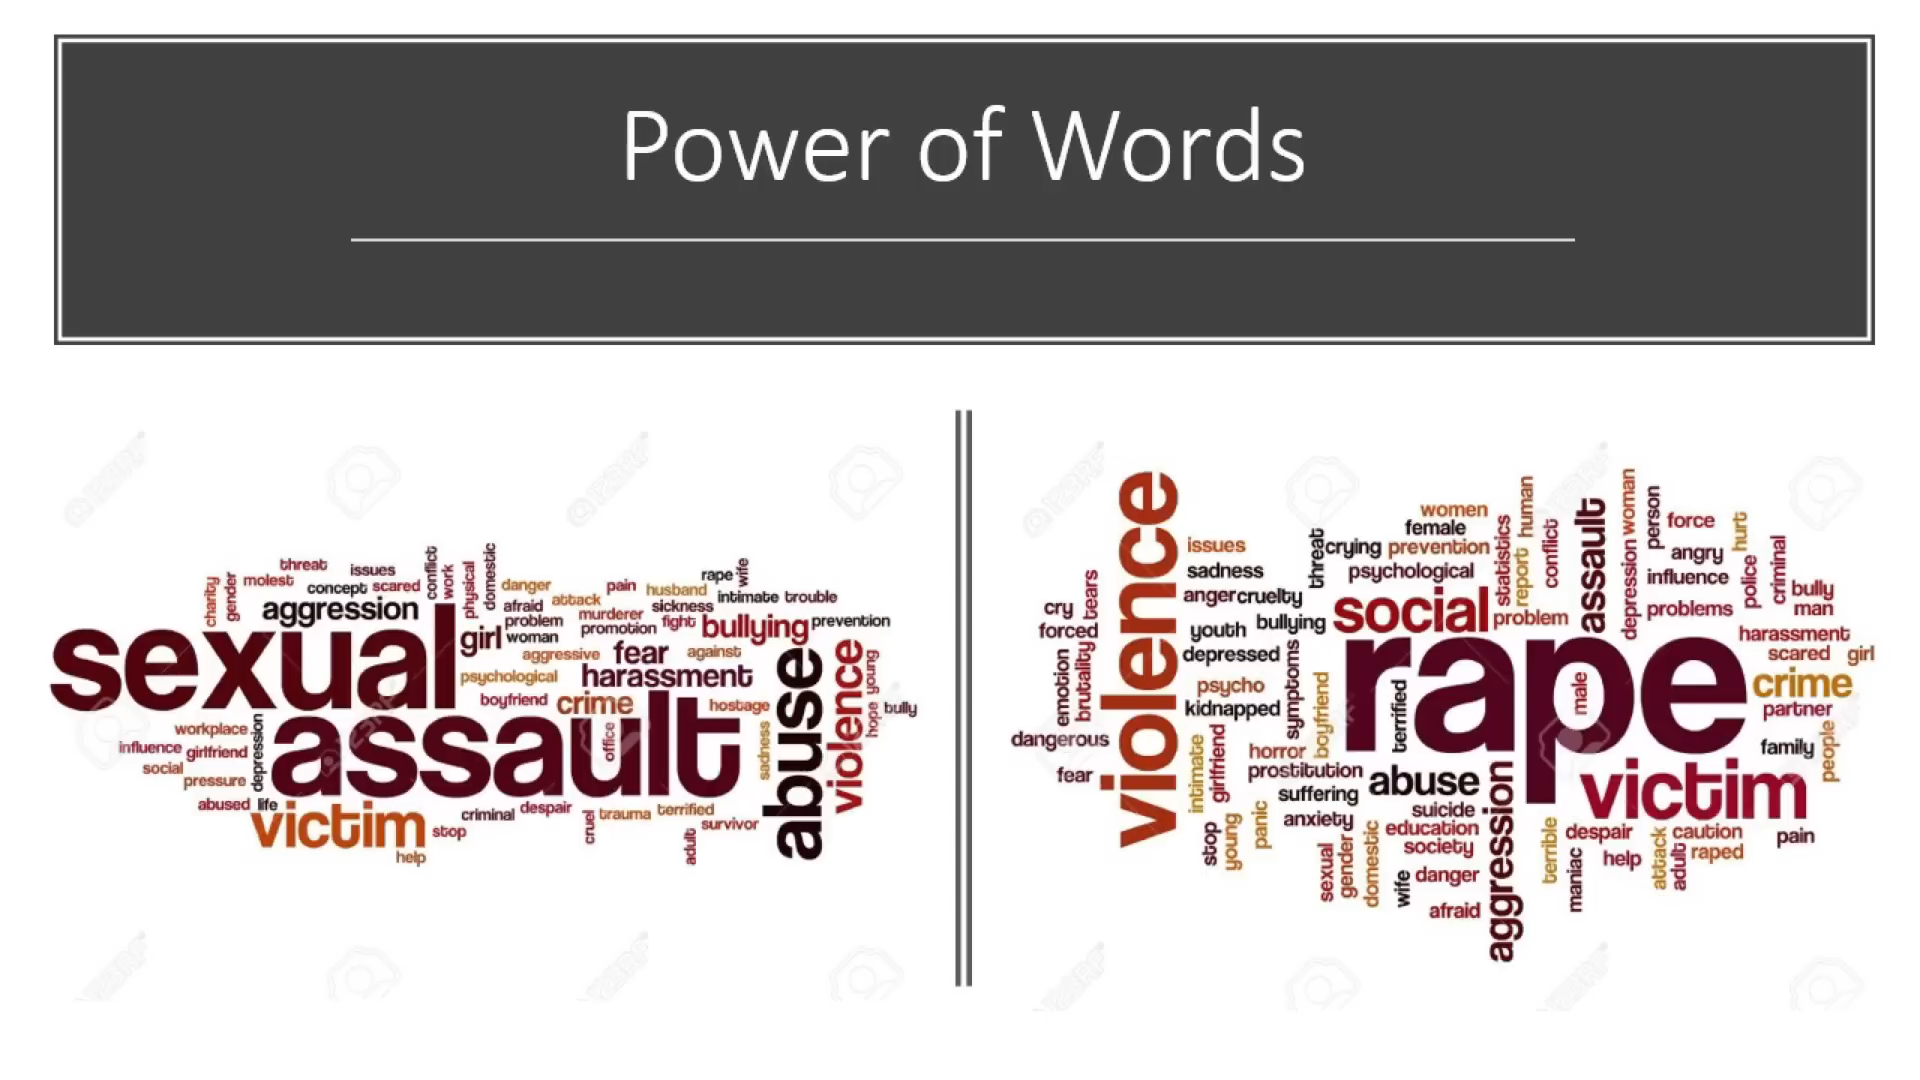 Power of Words
threat
issues
conflict
work
physical
domestic
charity
gender
molest
concept
scared
danger
pain
husband
rape
wife
aggression
afraid
attack
murderer
sickness
intimate
trouble
sexual
girl
problem
woman
promotion
fight
bullying
prevention
aggressive
fear
against
psychological
harassment
abuse
violence
young
hope
bully
boyfriend
crime
hostage
workplace
depression
assault
office
sadness
influence
girlfriend
social
pressure
abused
life
victim
stop
help
criminal
despair
cruel
trauma
terrified
adult
survivor
violence
issues
sadness
anger
cruelty
youth
bullying
depressed
psycho
kidnapped
cry
tears
forced
emotion
brutality
dangerous
fear
threat
crying
women
female
prevention
psychological
statistics
report
human
conflict
assault
woman
depression
person
force
angry
hurt
influence
police
criminal
problems
bully
man
social
problem
harassment
scared
girl
rape
male
terrified
symptoms
boyfriend
crime
partner
family
people
intimate
girlfriend
horror
prostitution
suffering
anxiety
abuse
suicide
education
society
aggression
victim
stop
young
panic
sexual
gender
domestic
wife
danger
afraid
terrible
maniac
despair
help
attack
adult
caution
raped
pain
123RF